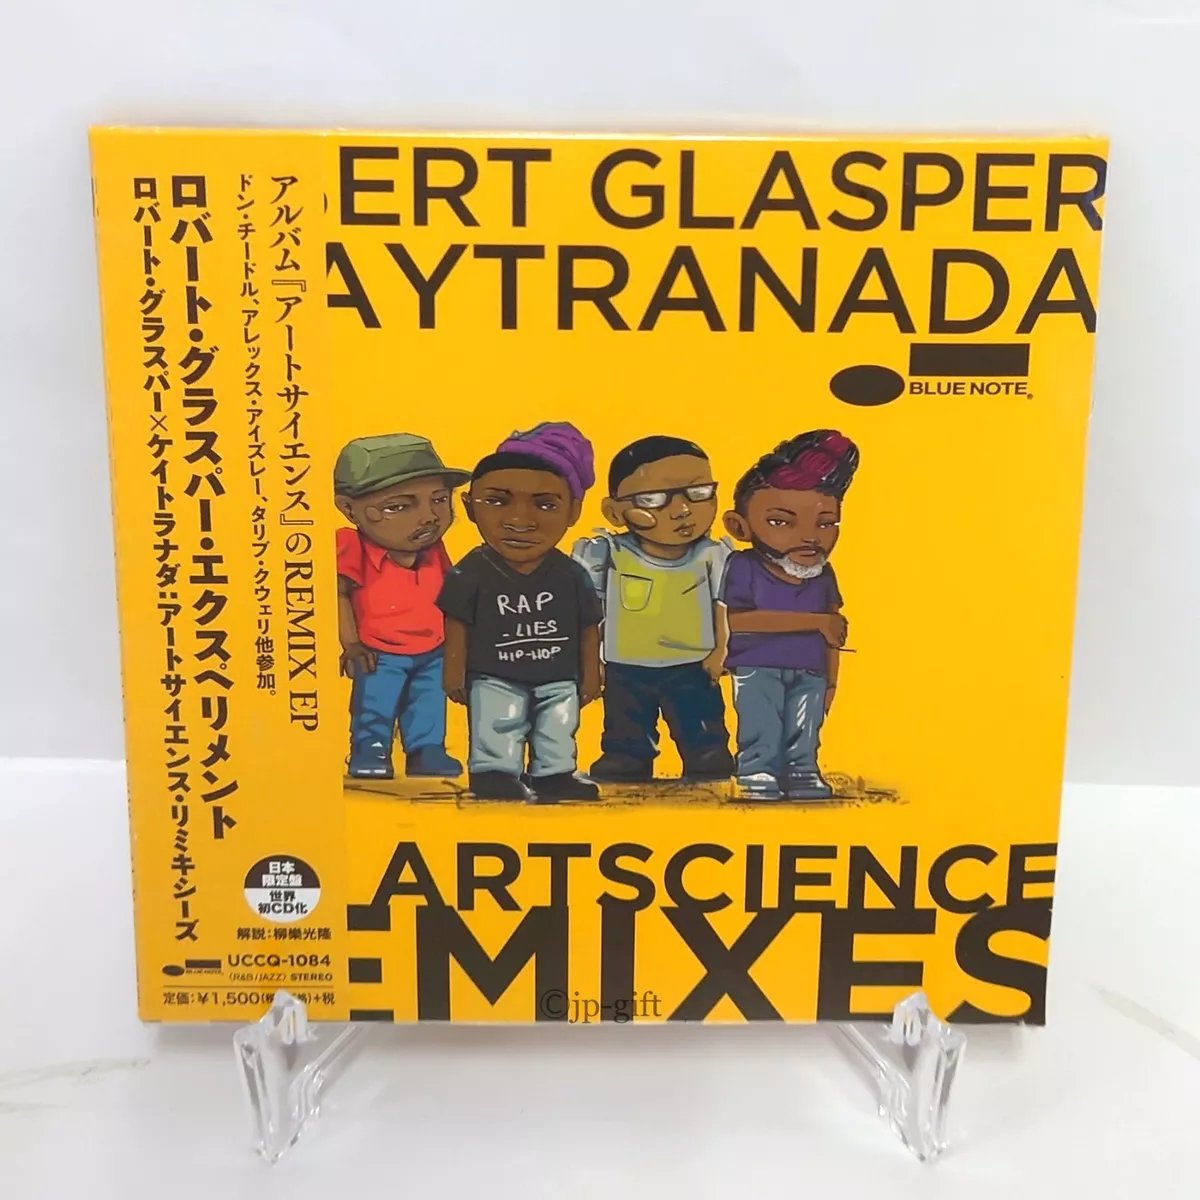 アルバム『アートサイエンス』のREMIX EP
ドン・チードル、アレックス・アイズレー、タリブ・クウェリ他参加。
ロバート・グラスパー・エクスペリメント
ロバート・グラスパー×ケイトラナダ：アートサイエンス・リミキシーズ
日本
限定盤
世界
初CD化
解説：柳樂光隆
BLUE NOTE
UCCQ-1084
(R&B/JAZZ) STEREO
定価：¥1,500(税 格)+税
ERT GLASPER
AYTRANADA
BLUE NOTE®
RAP
-LIES
HIP-HOP
ARTSCIENCE
EMIXES
©jp-gift